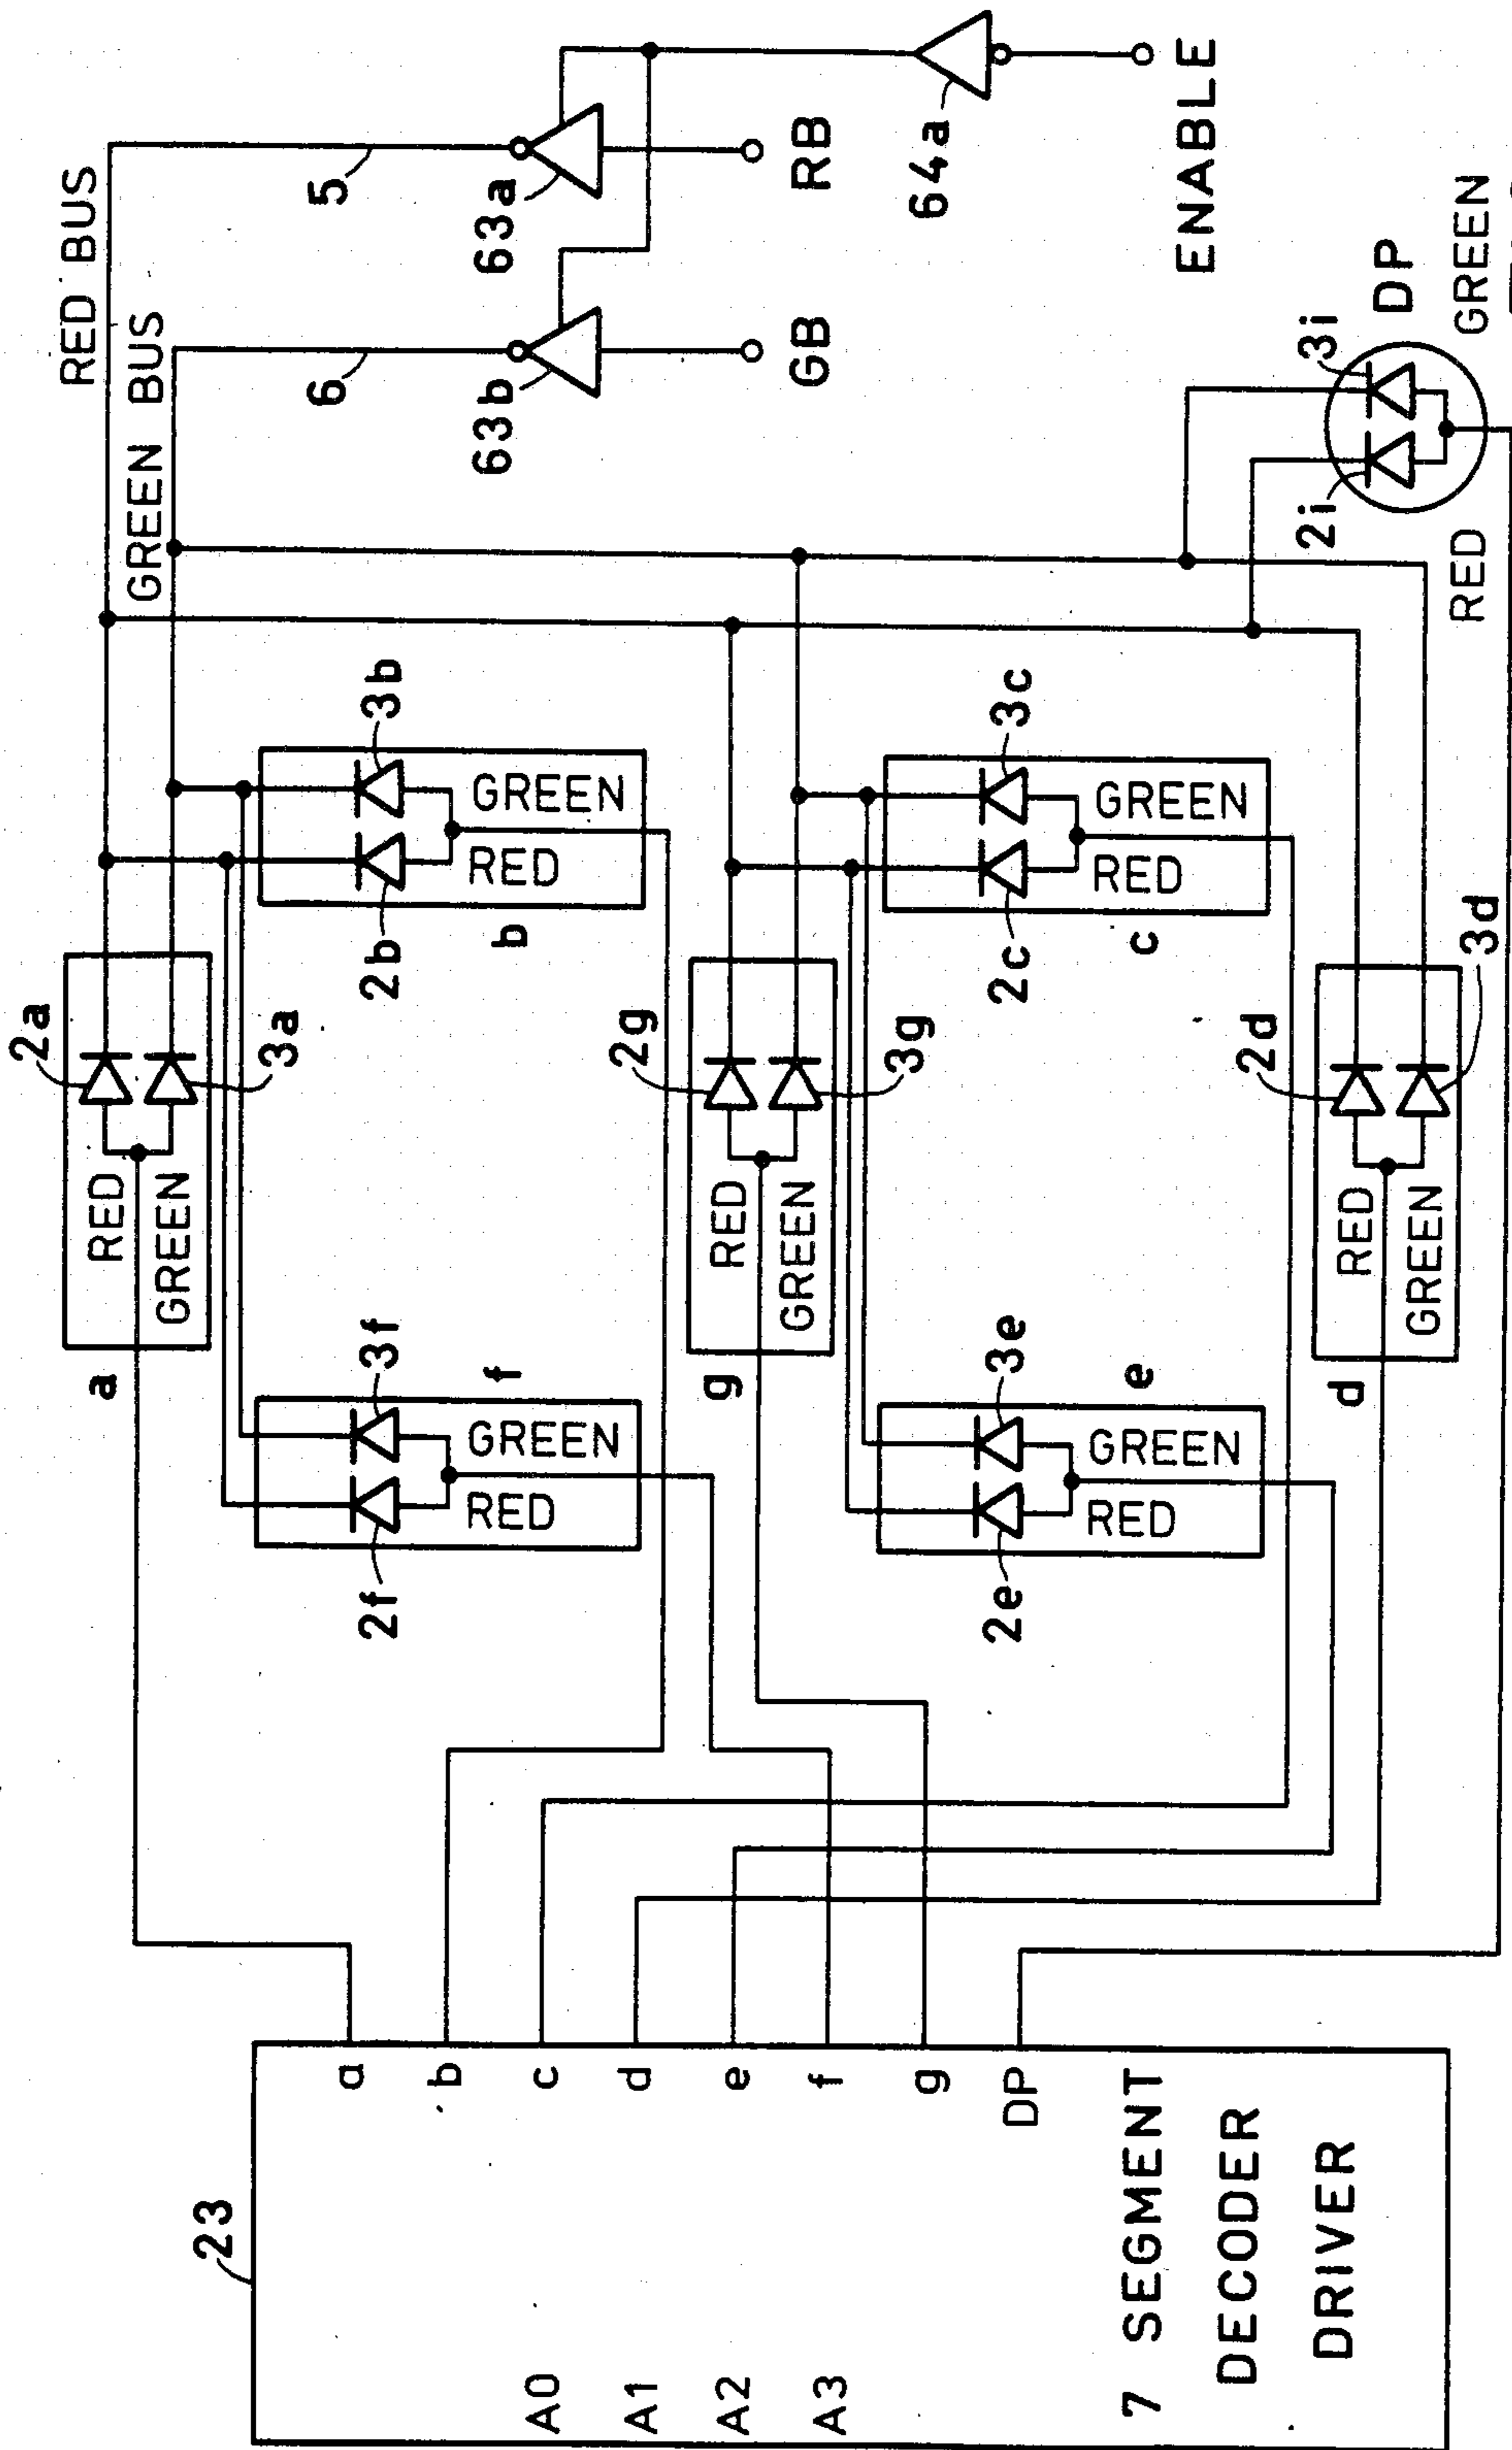 23
A0
A1
A2
A3
a
b
c
d
e
f
g
DP
7 SEGMENT
DECODER
DRIVER
a
2a
RED
GREEN
3a
f
2f
3f
RED
GREEN
b
2b
3b
RED
GREEN
g
2g
RED
GREEN
3g
e
2e
3e
RED
GREEN
c
2c
3c
RED
GREEN
d
2d
RED
GREEN
3d
RED BUS
GREEN BUS
5
6
63a
63b
RB
GB
64a
ENABLE
2i
3i
DP
RED
GREEN